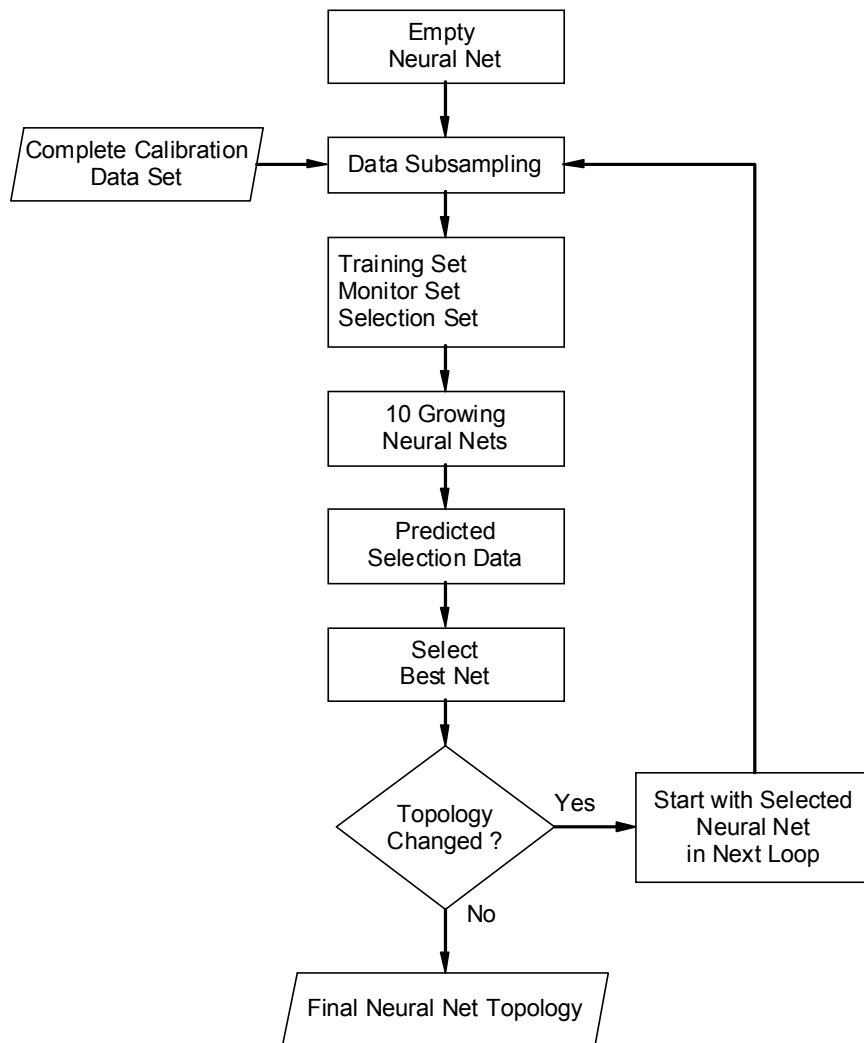 Empty
Neural Net
Complete Calibration
Data Set
Data Subsampling
Training Set
Monitor Set
Selection Set
10 Growing
Neural Nets
Predicted
Selection Data
Select
Best Net
Topology
Changed ?
Yes
Start with Selected
Neural Net
in Next Loop
No
Final Neural Net Topology